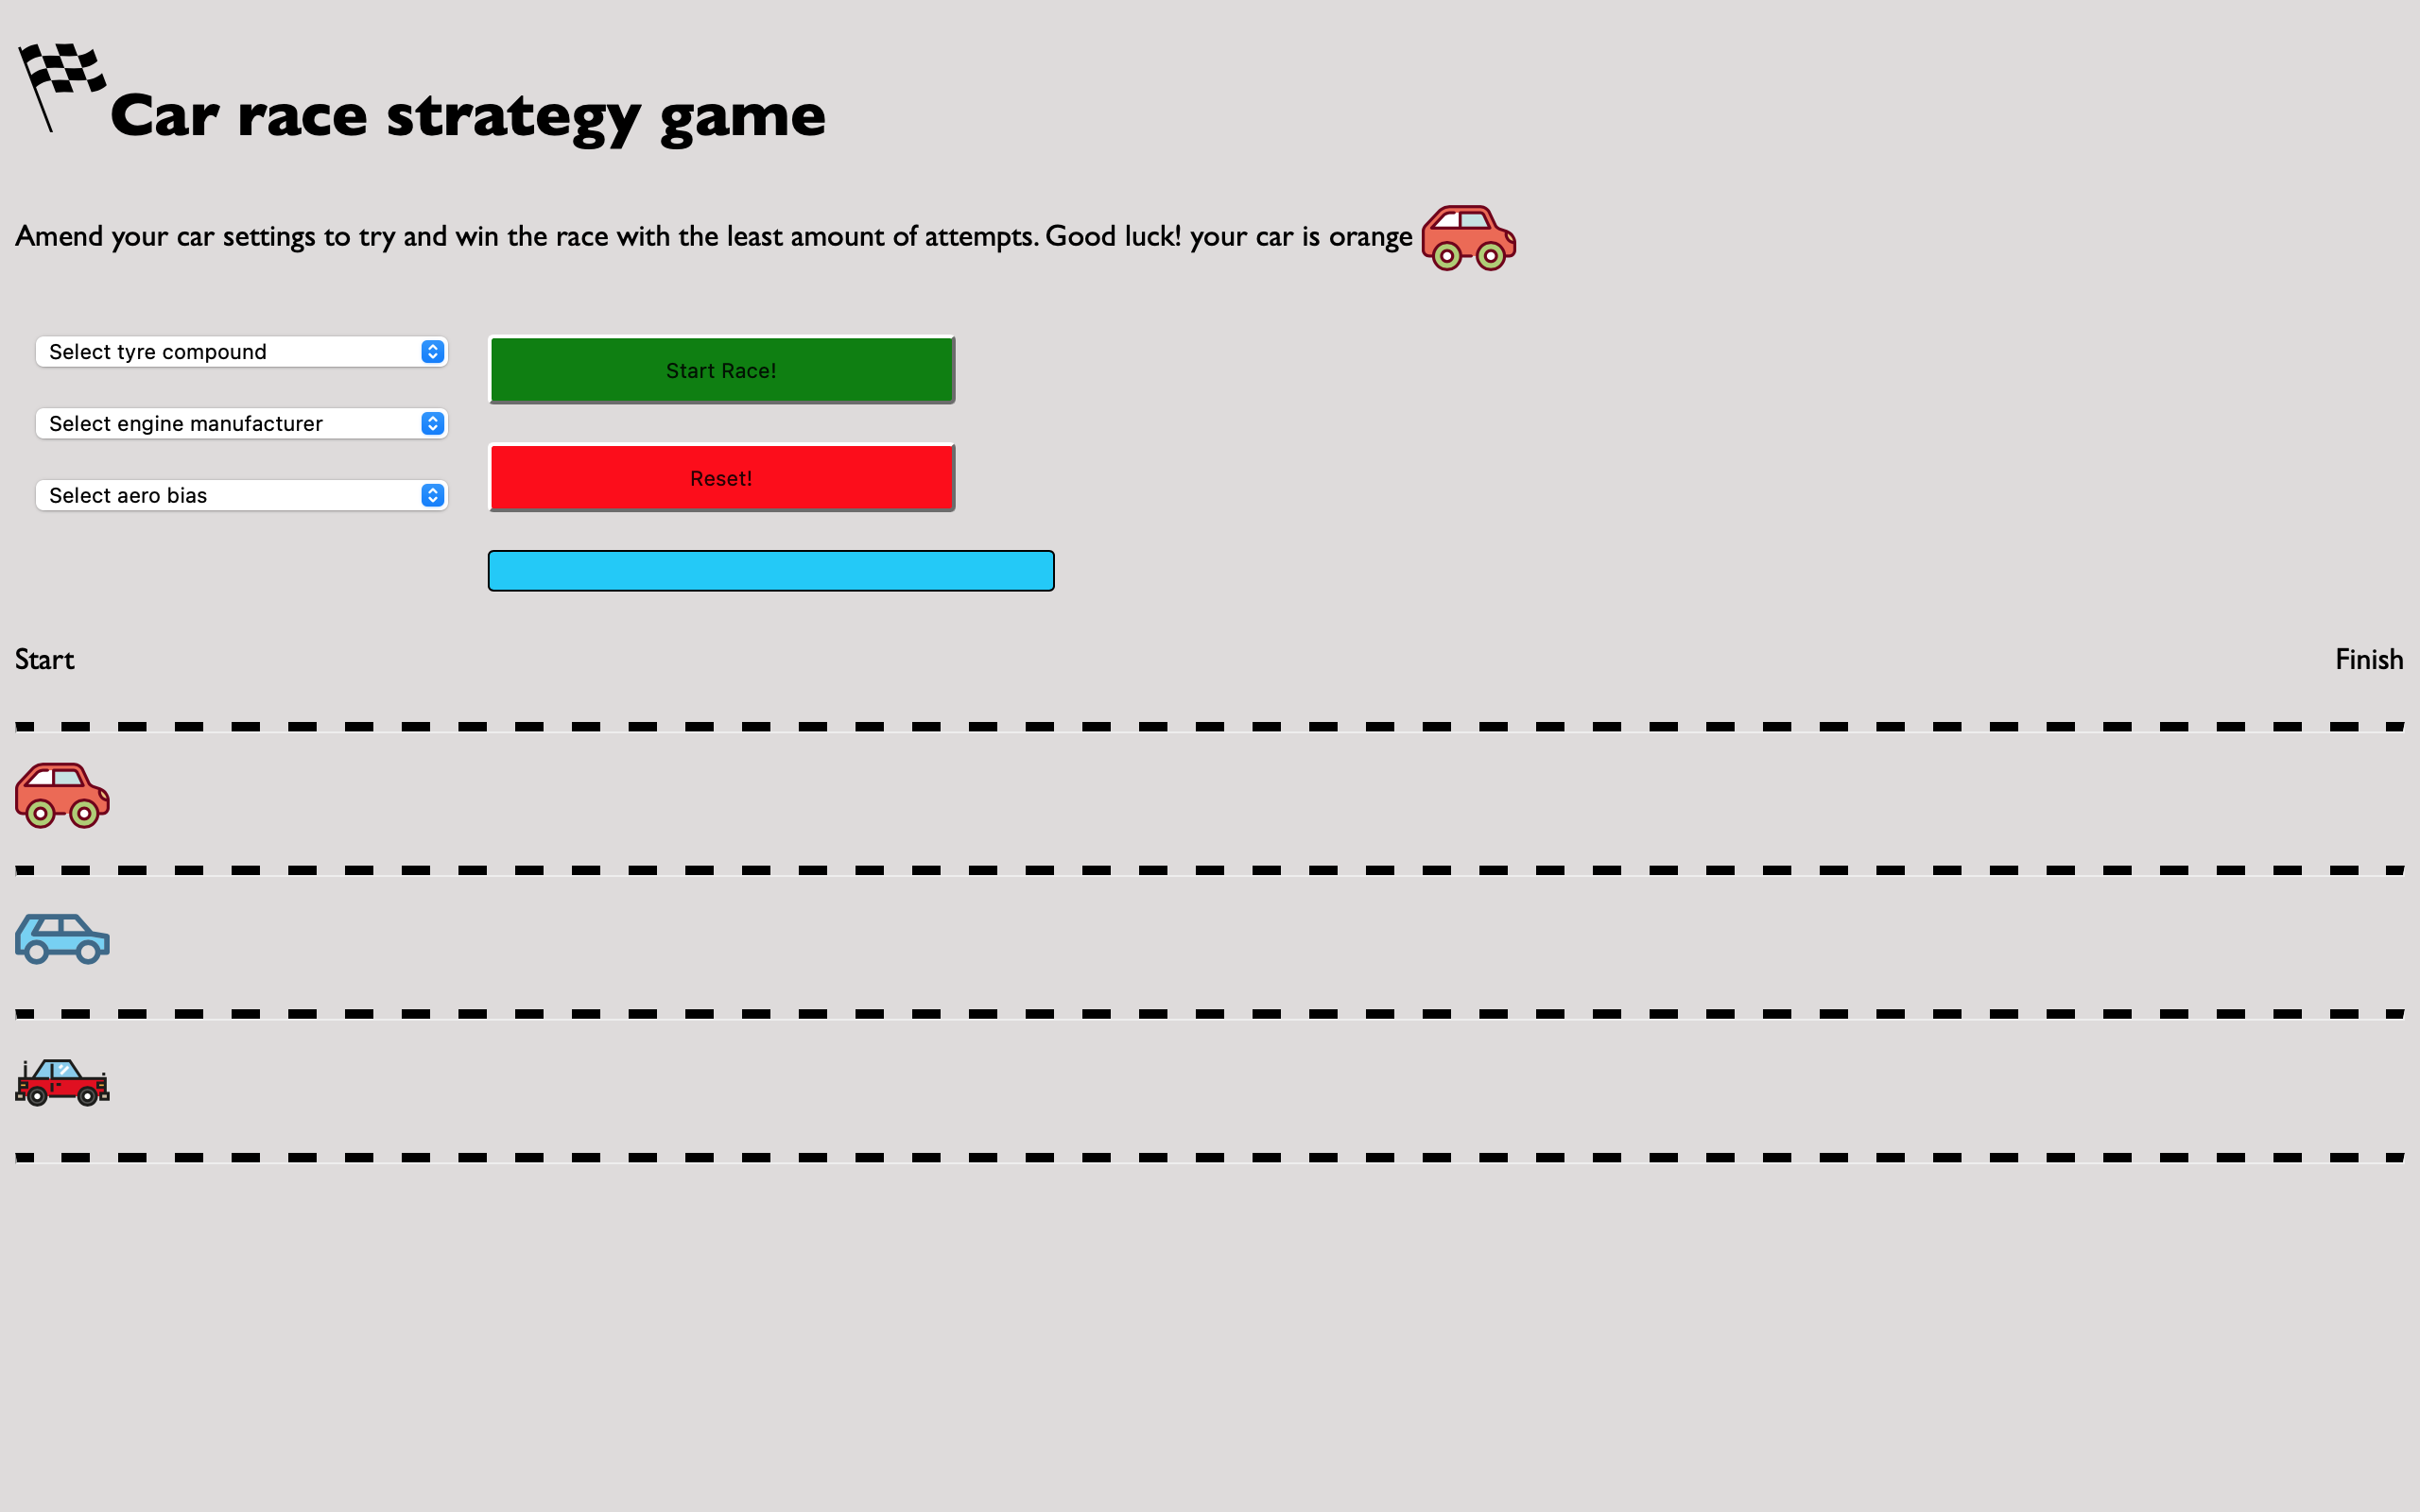 Car race strategy game
Amend your car settings to try and win the race with the least amount of attempts. Good luck! your car is orange
Select tyre compound
Start Race!
Select engine manufacturer
Reset!
Select aero bias
Start
Finish